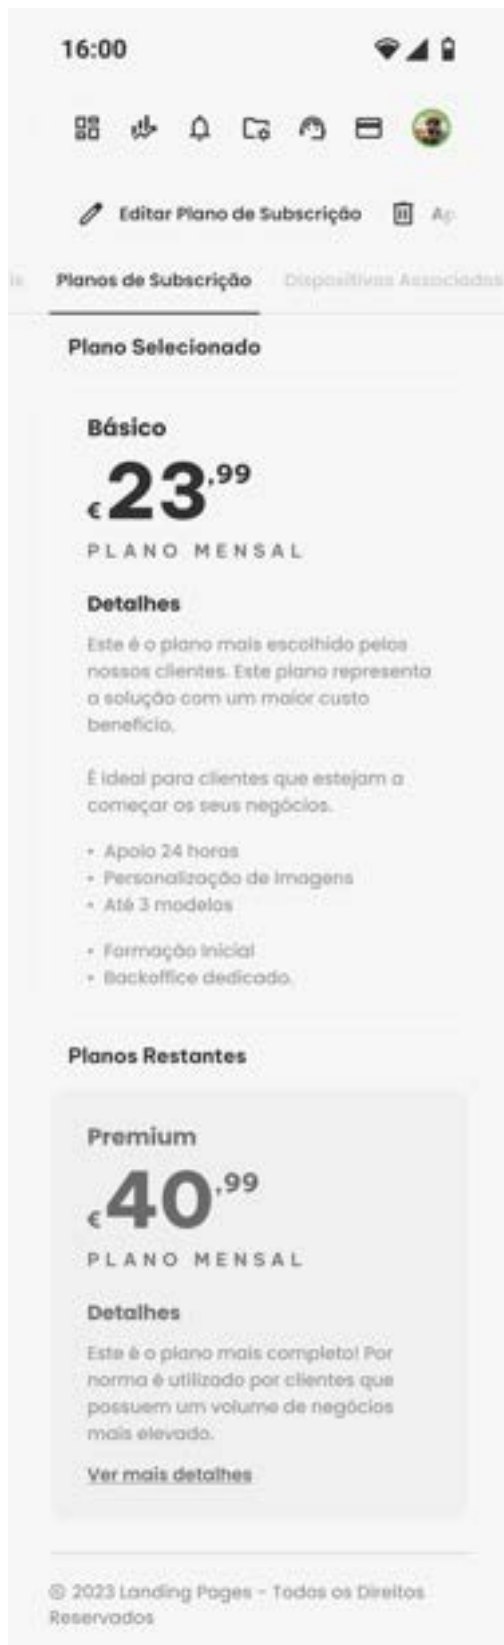 16:00
Editar Plano de Subscrição Ap
is Planos de Subscrição Dispositivos Associados
Plano Selecionado
Básico
€23,99
PLANO MENSAL
Detalhes
Este é o plano mais escolhido pelos
nossos clientes. Este plano representa
a solução com um maior custo
benefício.
É ideal para clientes que estejam a
começar os seus negócios.
• Apoio 24 horas
• Personalização de Imagens
• Até 3 modelos
• Formação Inicial
• Backoffice dedicado.
Planos Restantes
Premium
€40,99
PLANO MENSAL
Detalhes
Este é o plano mais completo! Por
norma é utilizado por clientes que
possuem um volume de negócios
mais elevado.
Ver mais detalhes
© 2023 Landing Pages - Todos os Direitos
Reservados